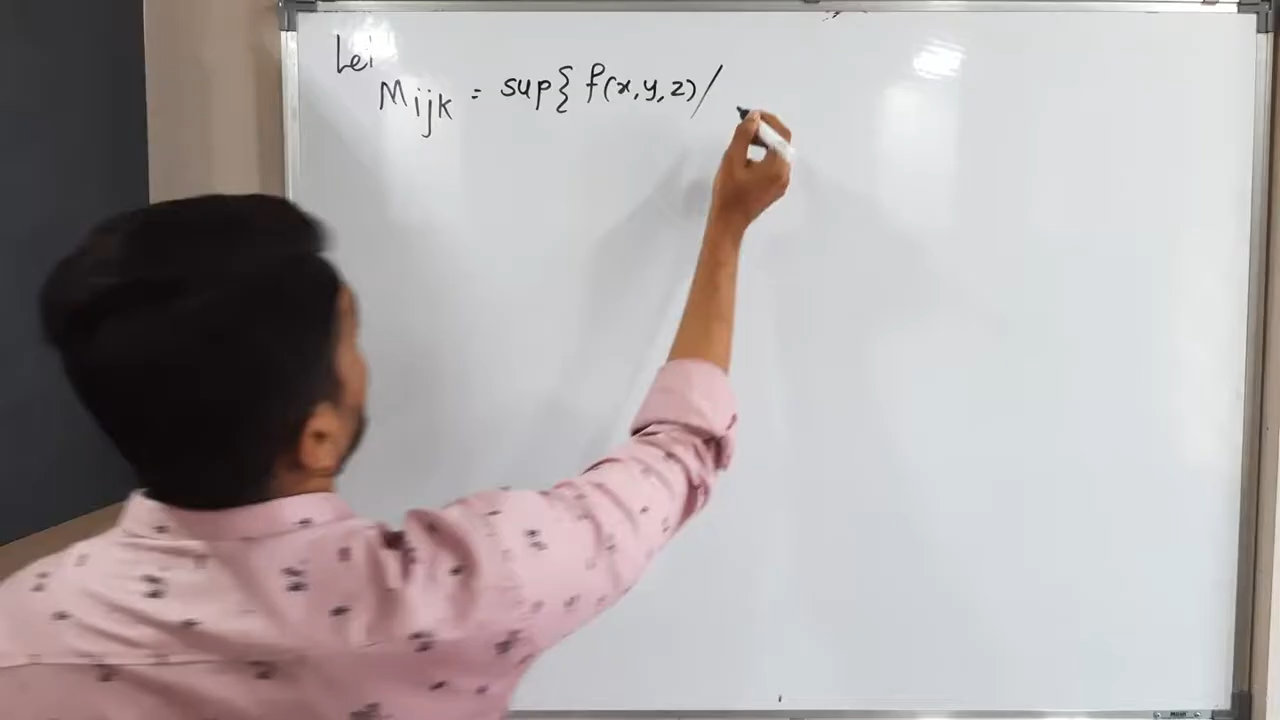 Let
Mijk = sup{ f(x,y,z) /